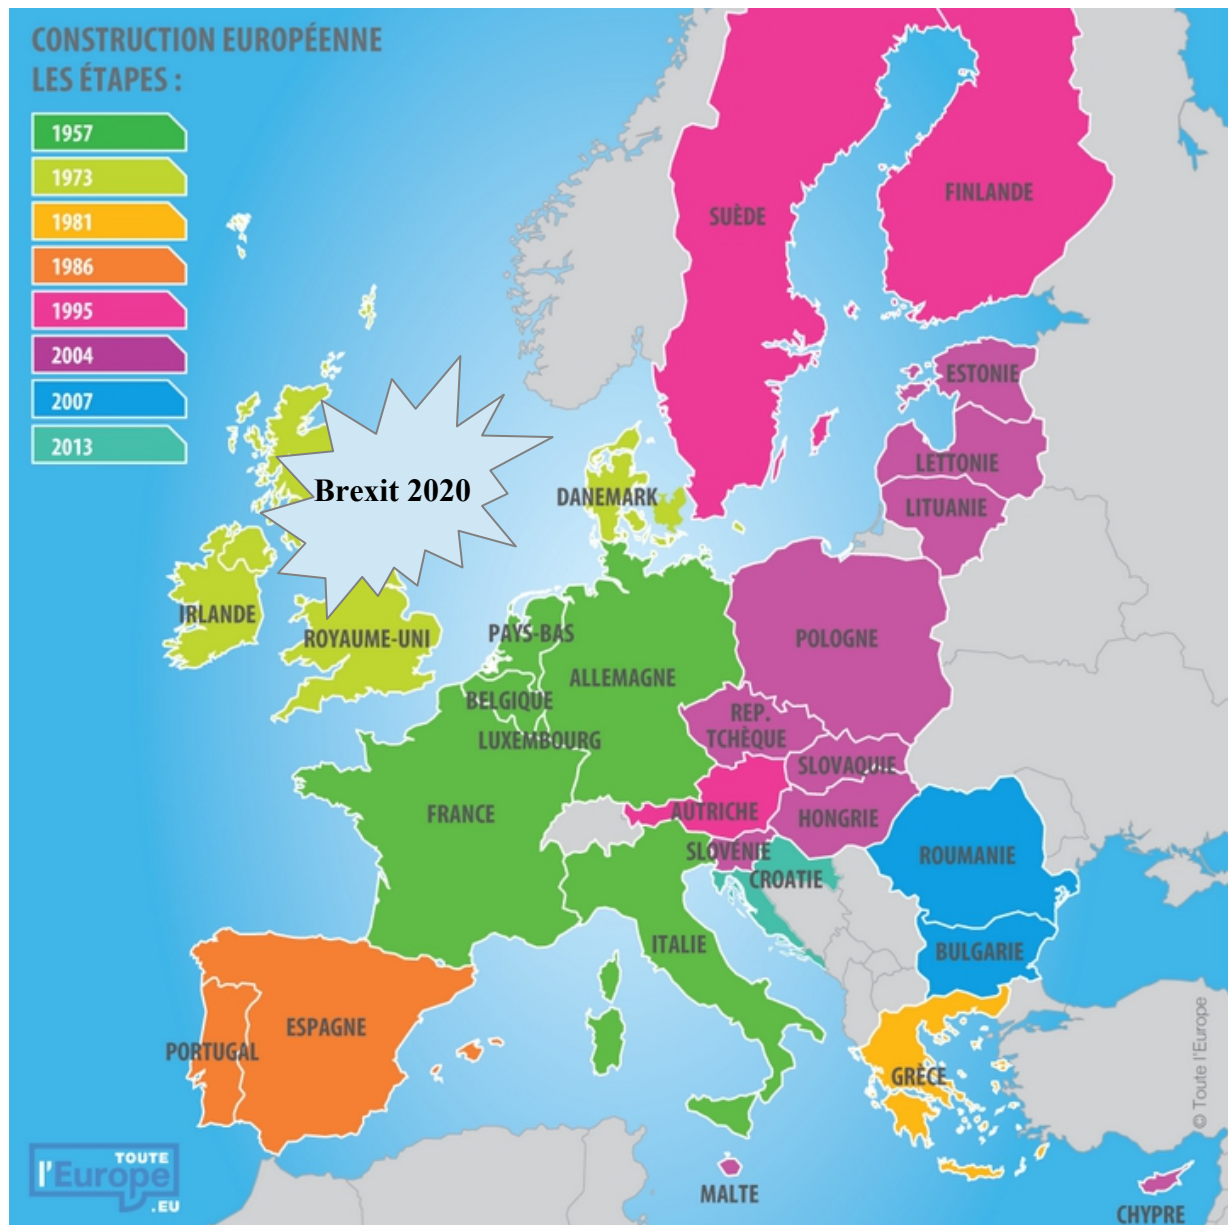 CONSTRUCTION EUROPÉENNE
LES ÉTAPES :
1957
1973
1981
1986
1995
2004
2007
2013
FINLANDE
SUÈDE
ESTONIE
LETTONIE
LITUANIE
Brexit 2020
DANEMARK
IRLANDE
ROYAUME-UNI
PAYS-BAS
POLOGNE
ALLEMAGNE
BELGIQUE
LUXEMBOURG
REP.
TCHÈQUE
SLOVAQUIE
FRANCE
AUTRICHE
HONGRIE
SLOVÉNIE
CROATIE
ROUMANIE
ITALIE
BULGARIE
ESPAGNE
PORTUGAL
GRÈCE
MALTE
CHYPRE
© Toute l'Europe
TOUTE
l'Europe
.EU